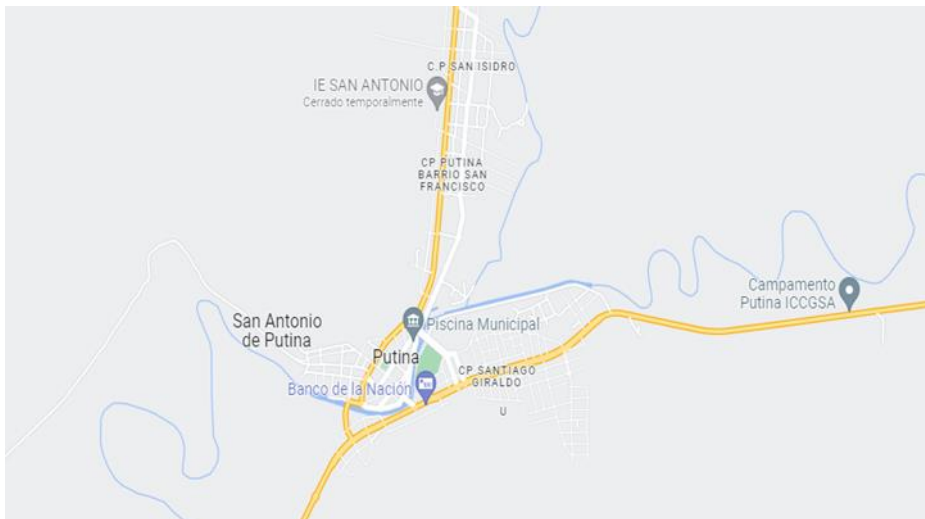 C.P SAN ISIDRO
IE SAN ANTONIO
Cerrado temporalmente
CP PUTINA
BARRIO SAN
FRANCISCO
Campamento
Putina ICCGSA
San Antonio
de Putina
Piscina Municipal
Putina
CP SANTIAGO
GIRALDO
Banco de la Nación
U